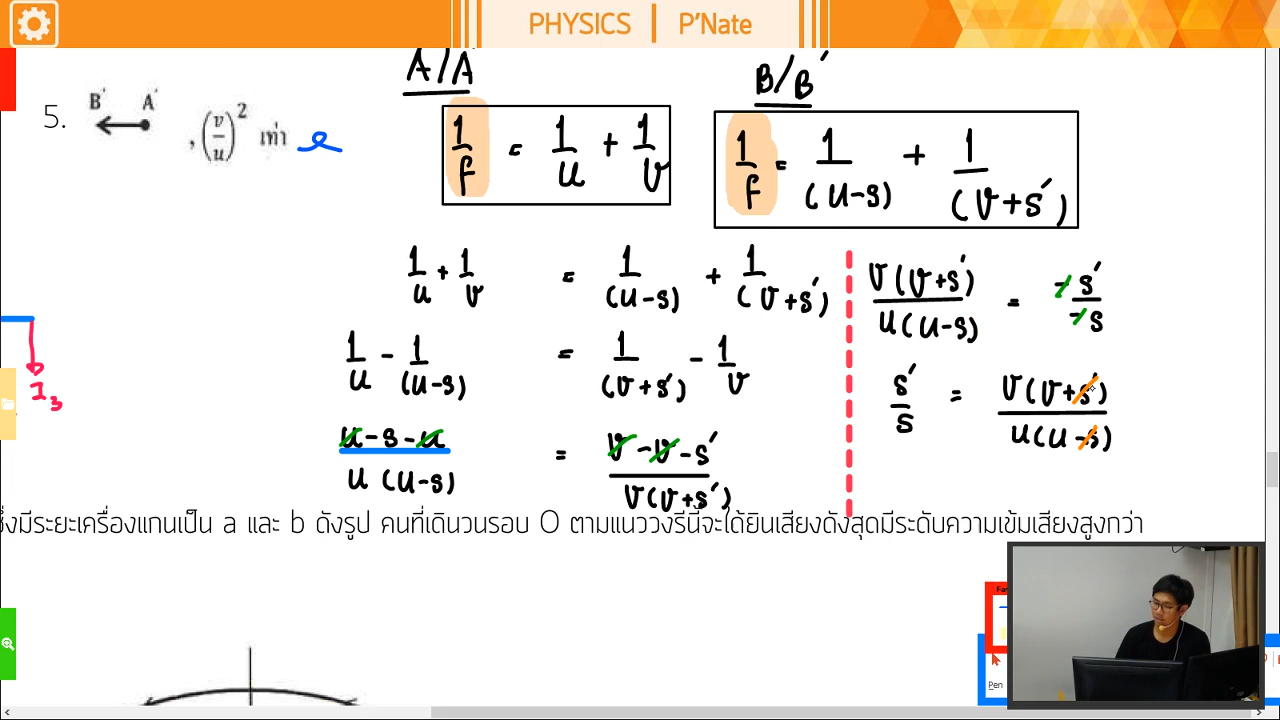 PHYSICS | P'Nate
A/A'
B/B'
5. B' A' , (v/u)² เท่า
1/f = 1/u + 1/v
1/f = 1/(u-s) + 1/(v+s')
1/u + 1/v = 1/(u-s) + 1/(v+s')
1/u - 1/(u-s) = 1/(v+s') - 1/v
u-s-u / u(u-s) = v-v-s' / v(v+s')
v(v+s') / u(u-s) = -s' / -s
s'/s = v(v+s') / u(u-s)
I₃
ซึ่งมีระยะเครื่องแกนเป็น a และ b ดังรูป คนที่เดินวนรอบ O ตามแนววงรีนี้จะได้ยินเสียงดังสุดมีระดับความเข้มเสียงสูงกว่า
Pen